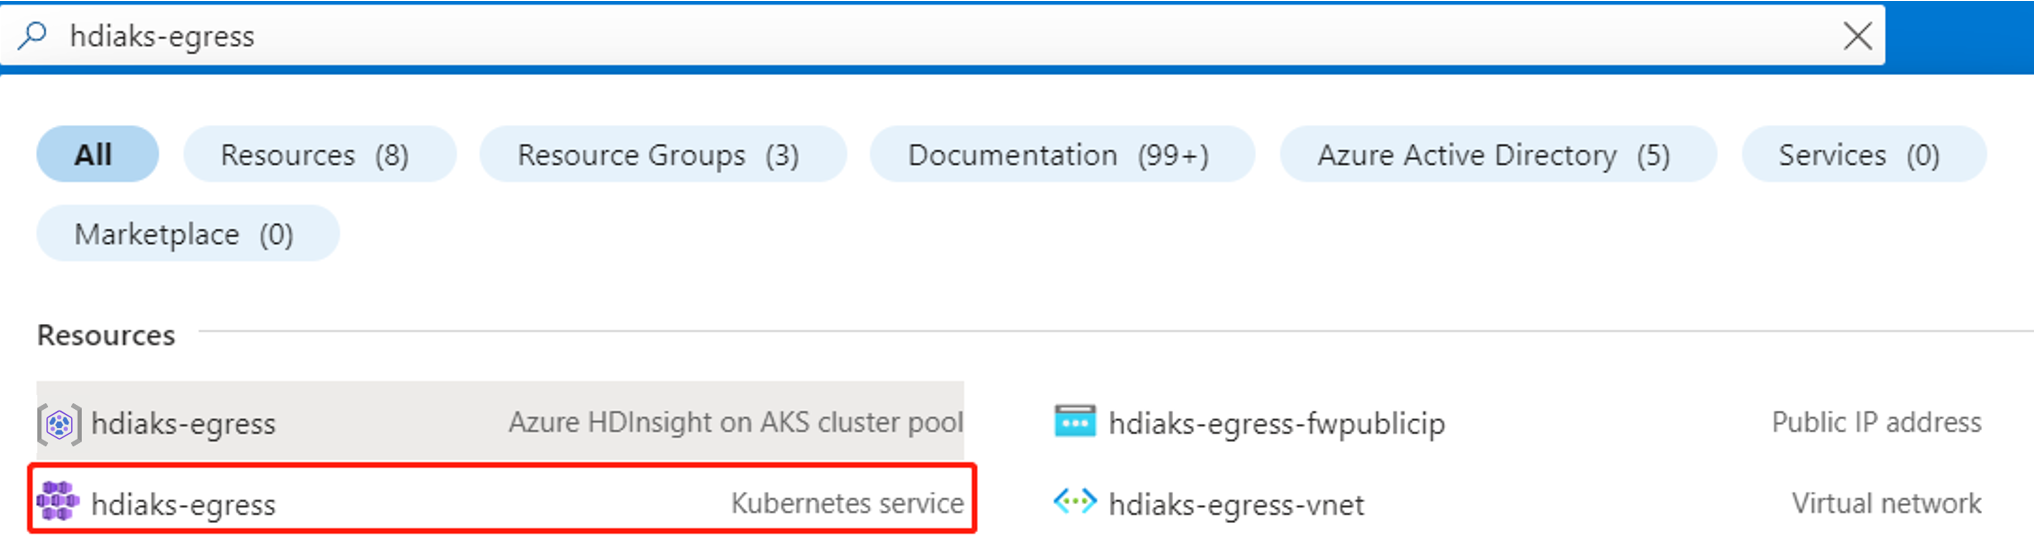 hdiaks-egress
All Resources (8) Resource Groups (3) Documentation (99+) Azure Active Directory (5) Services (0)
Marketplace (0)
Resources
hdiaks-egress Azure HDInsight on AKS cluster pool hdiaks-egress-fwpublicip Public IP address
hdiaks-egress Kubernetes service hdiaks-egress-vnet Virtual network